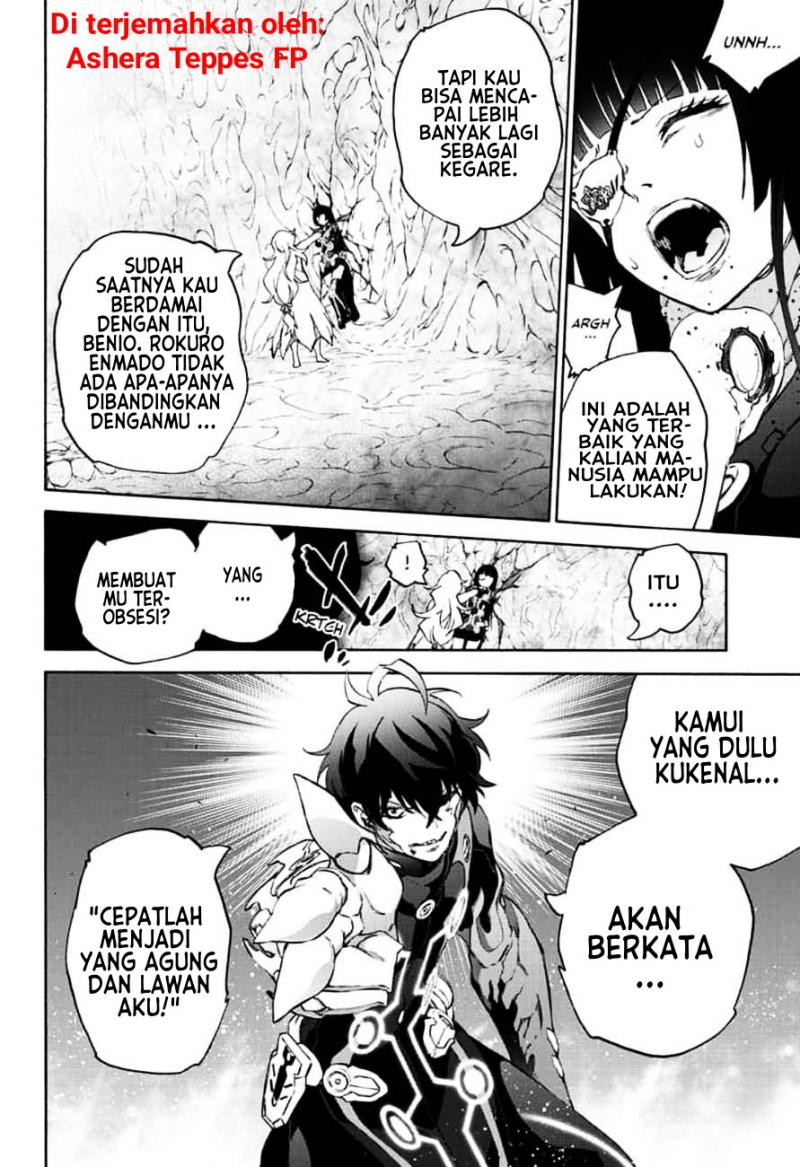 Di terjemahkan oleh:
Ashera Teppes FP
UNNH...
ARGH
...
INI ADALAH
YANG TER-
BAIK YANG
KALIAN MA-
NUSIA MAMPU
LAKUKAN!
TAPI KAU
BISA MENCA-
PAI LEBIH
BANYAK LAGI
SEBAGAI
KEGARE.
SUDAH
SAATNYA KAU
BERDAMAI
DENGAN ITU,
BENIO. ROKURO
ENMADO TIDAK
ADA APA-APANYA
DIBANDINGKAN
DENGANMU ...
ITU
....
!
KRTCH
YANG
...
MEMBUAT
MU TER-
OBSESI?
KAMUI
YANG DULU
KUKENAL...
AKAN
BERKATA
...
"CEPATLAH
MENJADI
YANG AGUNG
DAN LAWAN
AKU!"